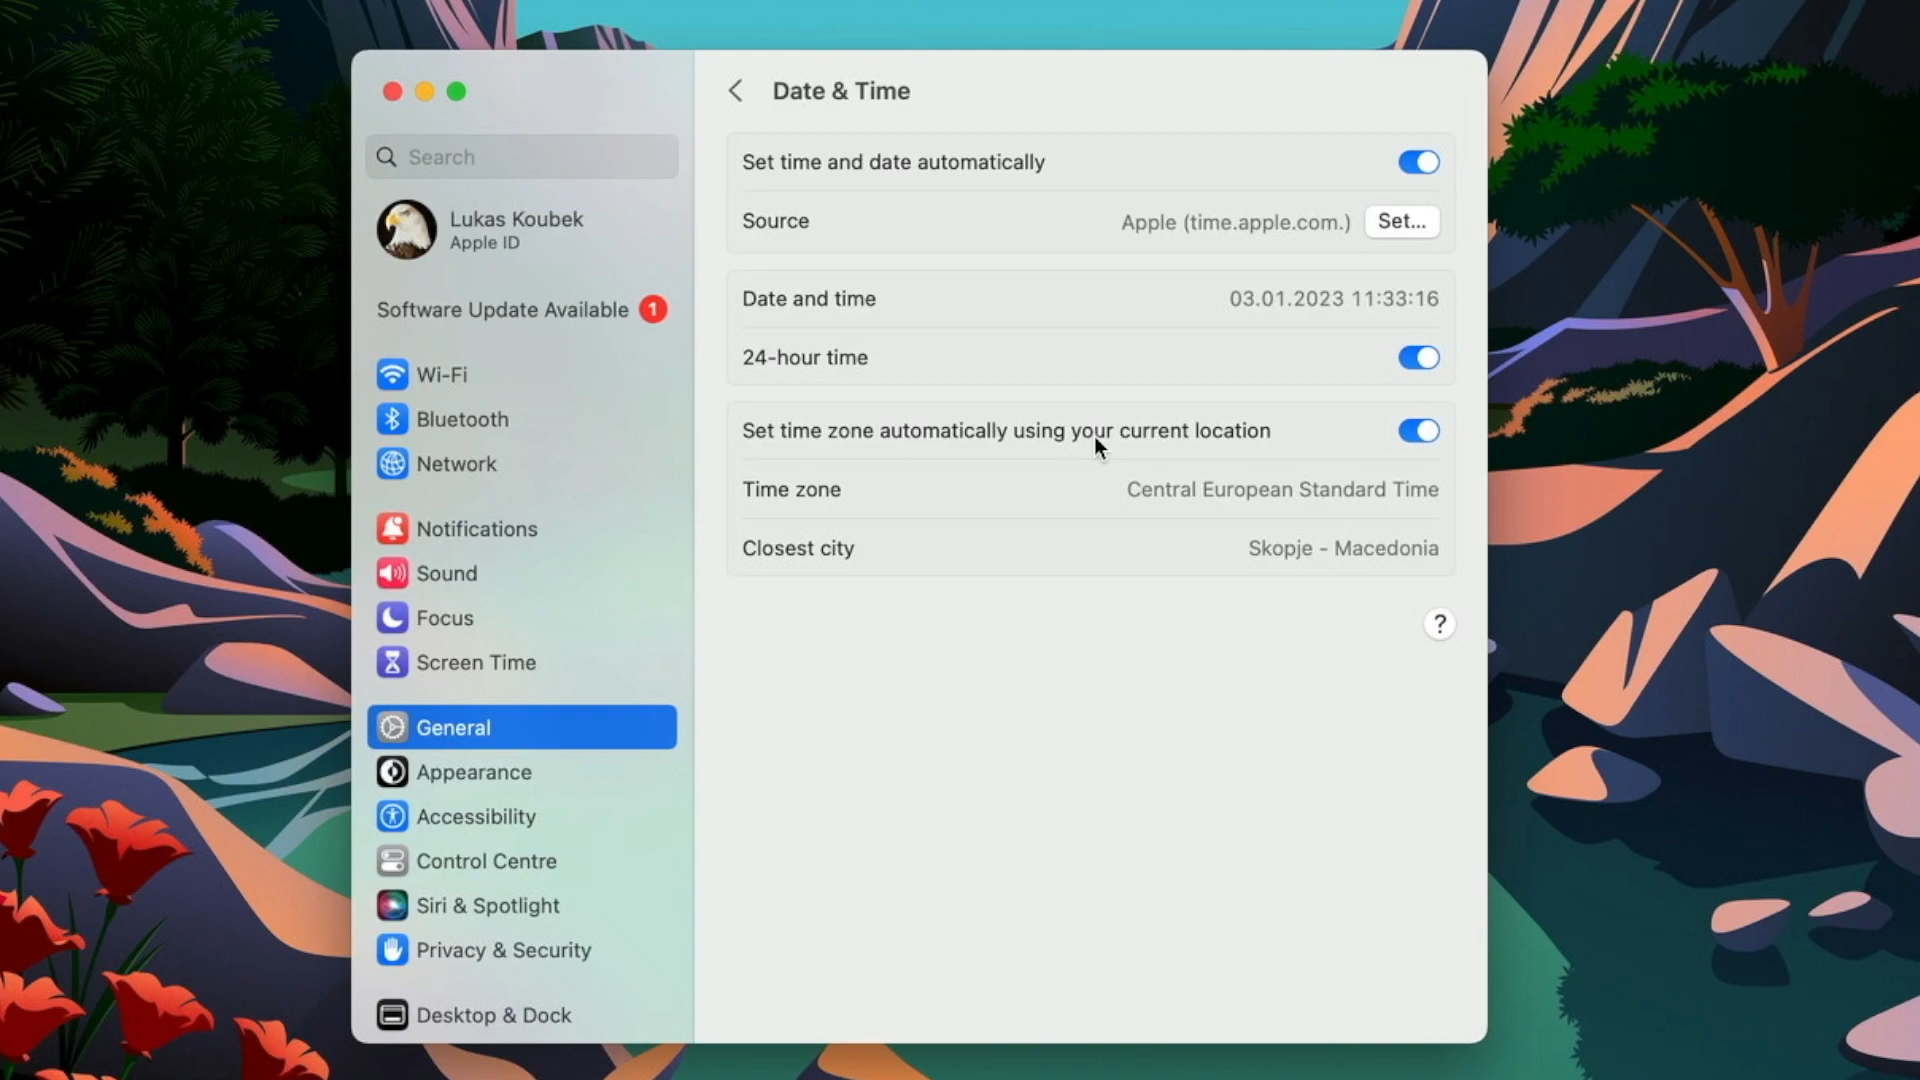 Date & Time
Search
Lukas Koubek
Apple ID
Software Update Available 1
Wi-Fi
Bluetooth
Network
Notifications
Sound
Focus
Screen Time
General
Appearance
Accessibility
Control Centre
Siri & Spotlight
Privacy & Security
Desktop & Dock
Set time and date automatically
Source Apple (time.apple.com.) Set...
Date and time 03.01.2023 11:33:16
24-hour time
Set time zone automatically using your current location
Time zone Central European Standard Time
Closest city Skopje - Macedonia
?